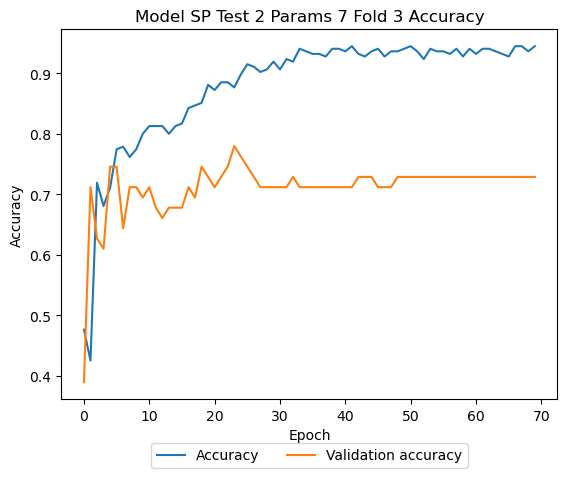 Model SP Test 2 Params 7 Fold 3 Accuracy
Accuracy
0.9
0.8
0.7
0.6
0.5
0.4
0 10 20 30 40 50 60 70
Epoch
Accuracy Validation accuracy